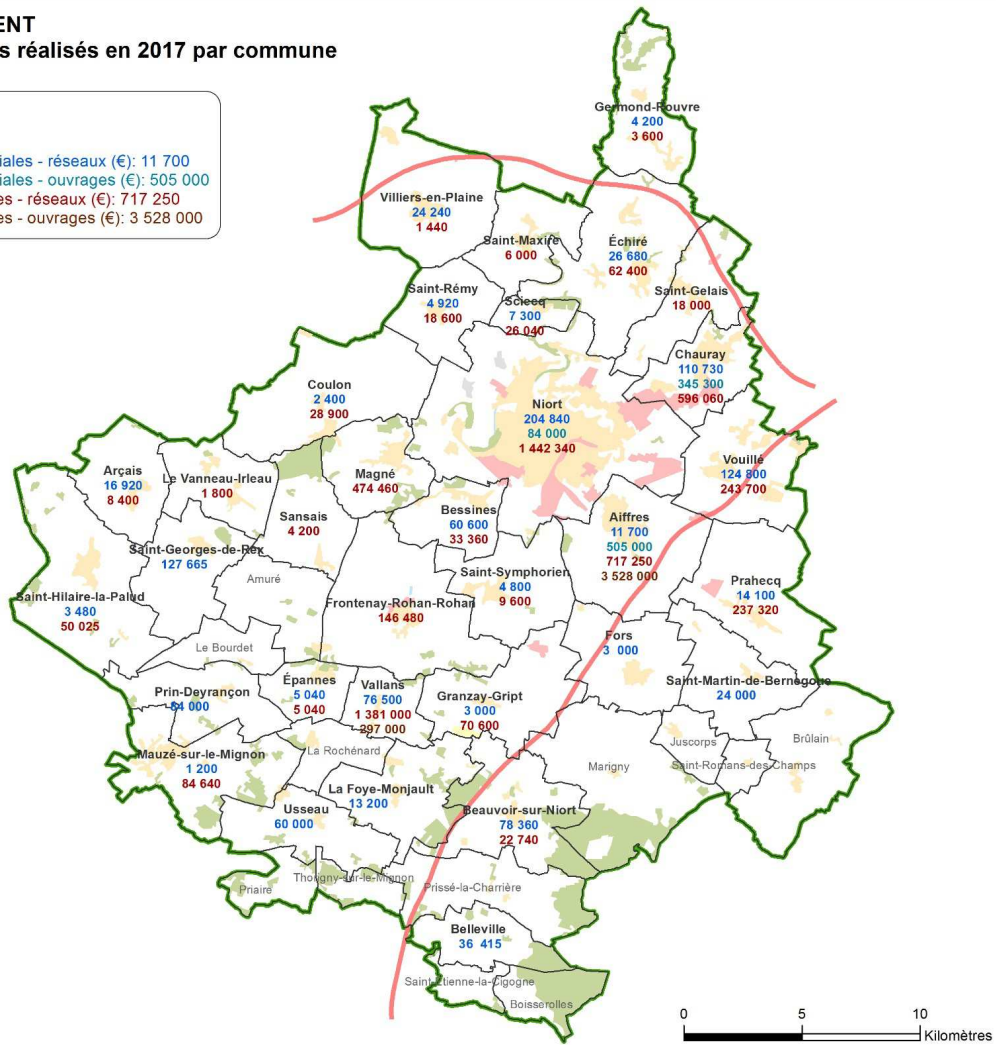 ENT
s réalisés en 2017 par commune
iales - réseaux (€): 11 700
iales - ouvrages (€): 505 000
es - réseaux (€): 717 250
es - ouvrages (€): 3 528 000
Germond-Rouvre
4 200
3 600
Villiers-en-Plaine
24 240
1 440
Saint-Maxire
6 000
Échiré
26 680
62 400
Saint-Gelais
18 000
Saint-Rémy
4 920
18 600
Sciecq
7 300
26 040
Chauray
110 730
345 300
596 060
Coulon
2 400
28 900
Niort
204 840
84 000
1 442 340
Vouillé
124 800
243 700
Arçais
16 920
8 400
Le Vanneau-Irleau
1 800
Magné
474 460
Sansais
4 200
Bessines
60 600
33 360
Aiffres
11 700
505 000
717 250
3 528 000
Saint-Georges-de-Rex
127 665
Amuré
Saint-Symphorien
4 800
9 600
Prahecq
14 100
237 320
Saint-Hilaire-la-Palud
3 480
50 025
Frontenay-Rohan-Rohan
146 480
Le Bourdet
Fors
3 000
Saint-Martin-de-Bernegoue
24 000
Prin-Deyrançon
84 000
Épannes
5 040
5 040
Vallans
76 500
1 381 000
297 000
Granzay-Gript
3 000
70 600
Mauzé-sur-le-Mignon
1 200
84 640
La Rochénard
Juscorps
Brûlain
Saint-Romans-des-Champs
Marigny
La Foye-Monjault
13 200
Usseau
60 000
Beauvoir-sur-Niort
78 360
22 740
Priaire
Thorigny-sur-le-Mignon
Prissé-la-Charrière
Belleville
36 415
Saint-Étienne-la-Cigogne
Boisserolles
0 5 10
Kilomètres